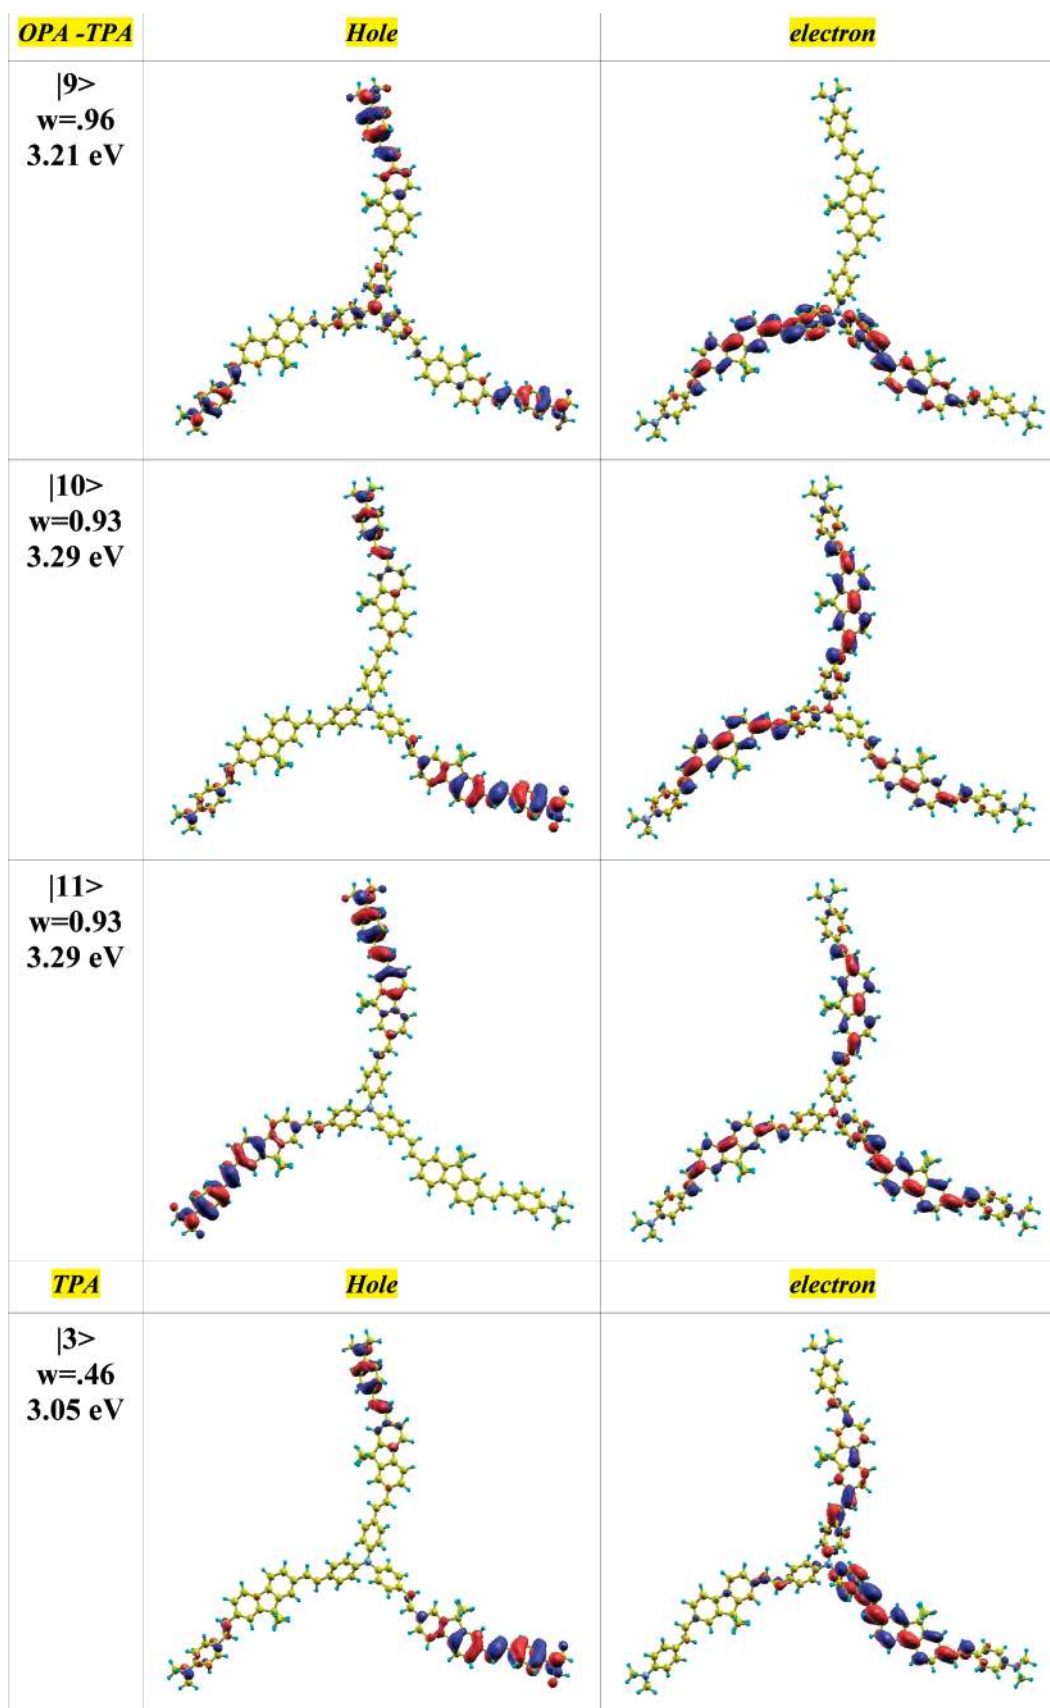 OPA -TPA Hole electron
|9>
w=.96
3.21 eV
|10>
w=0.93
3.29 eV
|11>
w=0.93
3.29 eV
TPA Hole electron
|3>
w=.46
3.05 eV